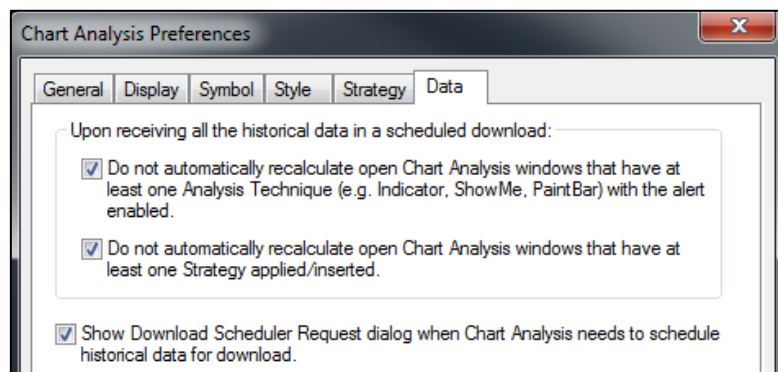 Chart Analysis Preferences
General Display Symbol Style Strategy Data
Upon receiving all the historical data in a scheduled download:
Do not automatically recalculate open Chart Analysis windows that have at
least one Analysis Technique (e.g. Indicator, ShowMe, PaintBar) with the alert
enabled.
Do not automatically recalculate open Chart Analysis windows that have at
least one Strategy applied/inserted.
Show Download Scheduler Request dialog when Chart Analysis needs to schedule
historical data for download.